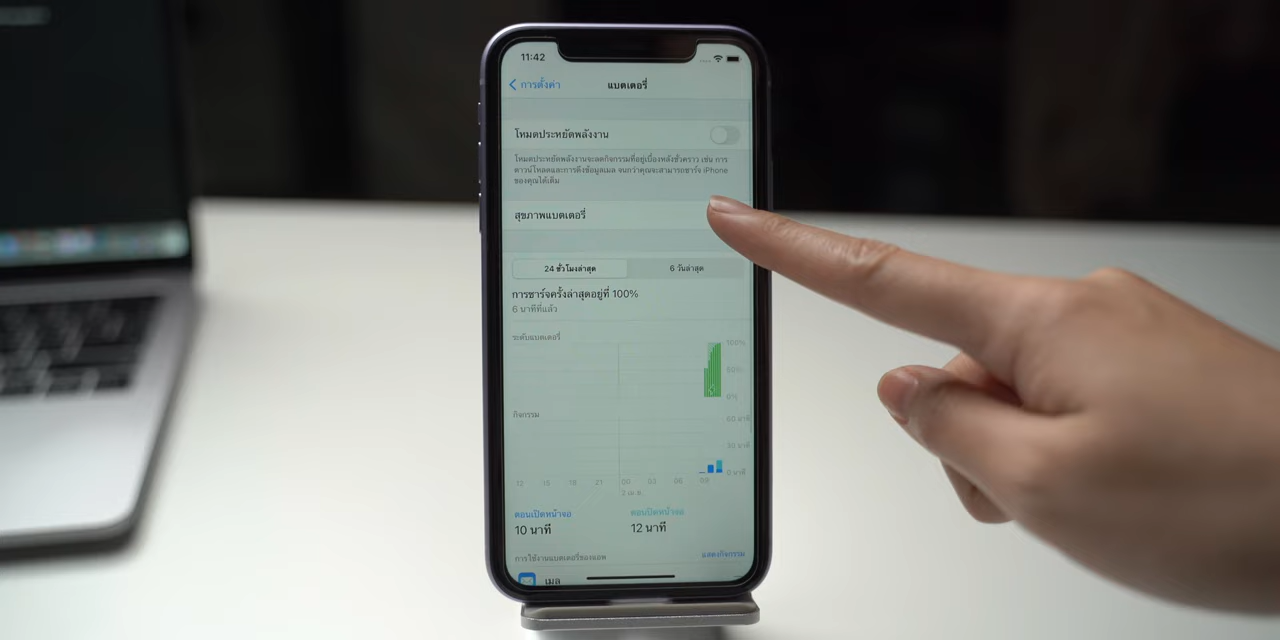 11:42
การตั้งค่า
แบตเตอรี่
โหมดประหยัดพลังงาน
โหมดประหยัดพลังงานจะลดกิจกรรมที่อยู่เบื้องหลังชั่วคราว เช่น การ
ดาวน์โหลดและการดึงข้อมูลเมล จนกว่าคุณจะสามารถชาร์จ iPhone
ของคุณได้เต็ม
สุขภาพแบตเตอรี่
24 ชั่วโมงล่าสุด
6 วันล่าสุด
การชาร์จครั้งล่าสุดอยู่ที่ 100%
6 นาทีที่แล้ว
ระดับแบตเตอรี่
100%
50%
0%
กิจกรรม
60 นาที
30 นาที
0 นาที
12 15 18 21 00 03 06 09
2 เม.ย.
ตอนเปิดหน้าจอ
ตอนปิดหน้าจอ
10 นาที
12 นาที
การใช้งานแบตเตอรี่ของแอพ
แสดงกิจกรรม
เมล